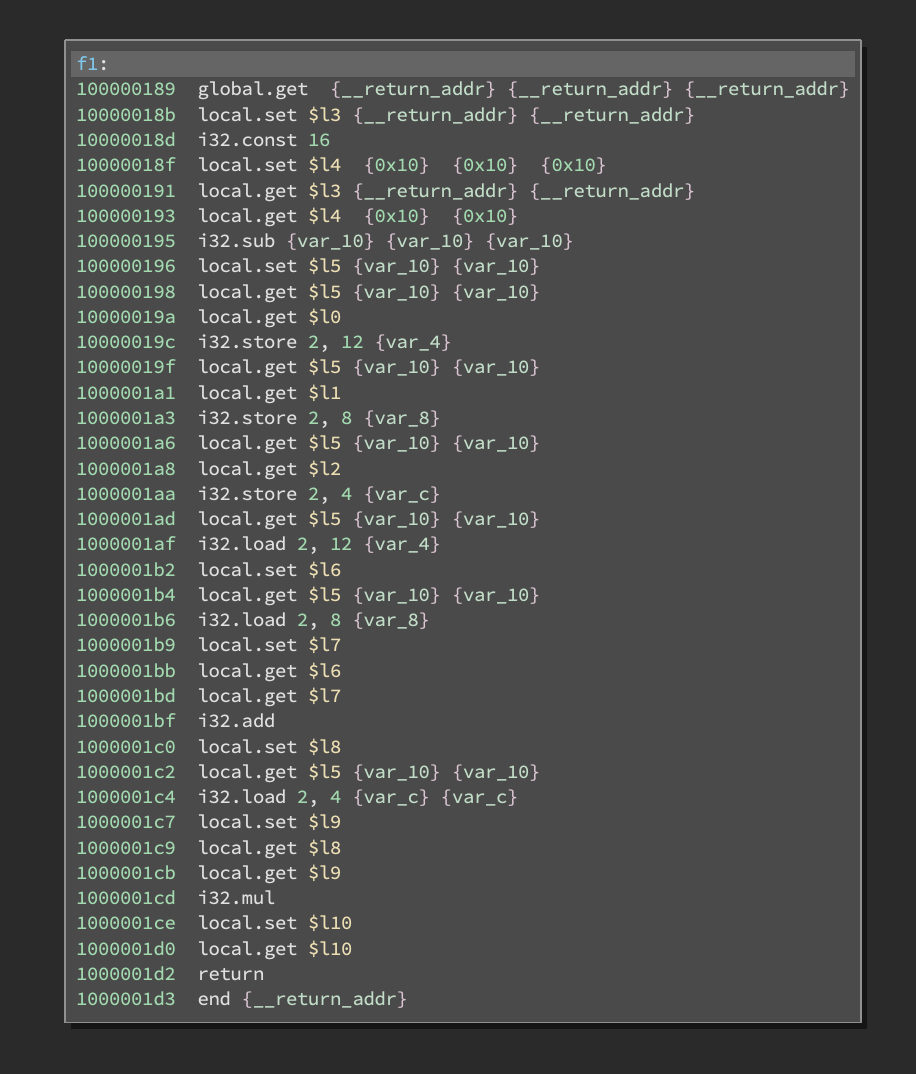 f1:
100000189  global.get  {__return_addr} {__return_addr} {__return_addr}
10000018b  local.set $l3 {__return_addr} {__return_addr}
10000018d  i32.const 16
10000018f  local.set $l4  {0x10}  {0x10}  {0x10}
100000191  local.get $l3 {__return_addr} {__return_addr}
100000193  local.get $l4  {0x10}  {0x10}
100000195  i32.sub {var_10} {var_10} {var_10}
100000196  local.set $l5 {var_10} {var_10}
100000198  local.get $l5 {var_10} {var_10}
10000019a  local.get $l0
10000019c  i32.store 2, 12 {var_4}
10000019f  local.get $l5 {var_10} {var_10}
1000001a1  local.get $l1
1000001a3  i32.store 2, 8 {var_8}
1000001a6  local.get $l5 {var_10} {var_10}
1000001a8  local.get $l2
1000001aa  i32.store 2, 4 {var_c}
1000001ad  local.get $l5 {var_10} {var_10}
1000001af  i32.load 2, 12 {var_4}
1000001b2  local.set $l6
1000001b4  local.get $l5 {var_10} {var_10}
1000001b6  i32.load 2, 8 {var_8}
1000001b9  local.set $l7
1000001bb  local.get $l6
1000001bd  local.get $l7
1000001bf  i32.add
1000001c0  local.set $l8
1000001c2  local.get $l5 {var_10} {var_10}
1000001c4  i32.load 2, 4 {var_c} {var_c}
1000001c7  local.set $l9
1000001c9  local.get $l8
1000001cb  local.get $l9
1000001cd  i32.mul
1000001ce  local.set $l10
1000001d0  local.get $l10
1000001d2  return
1000001d3  end {__return_addr}